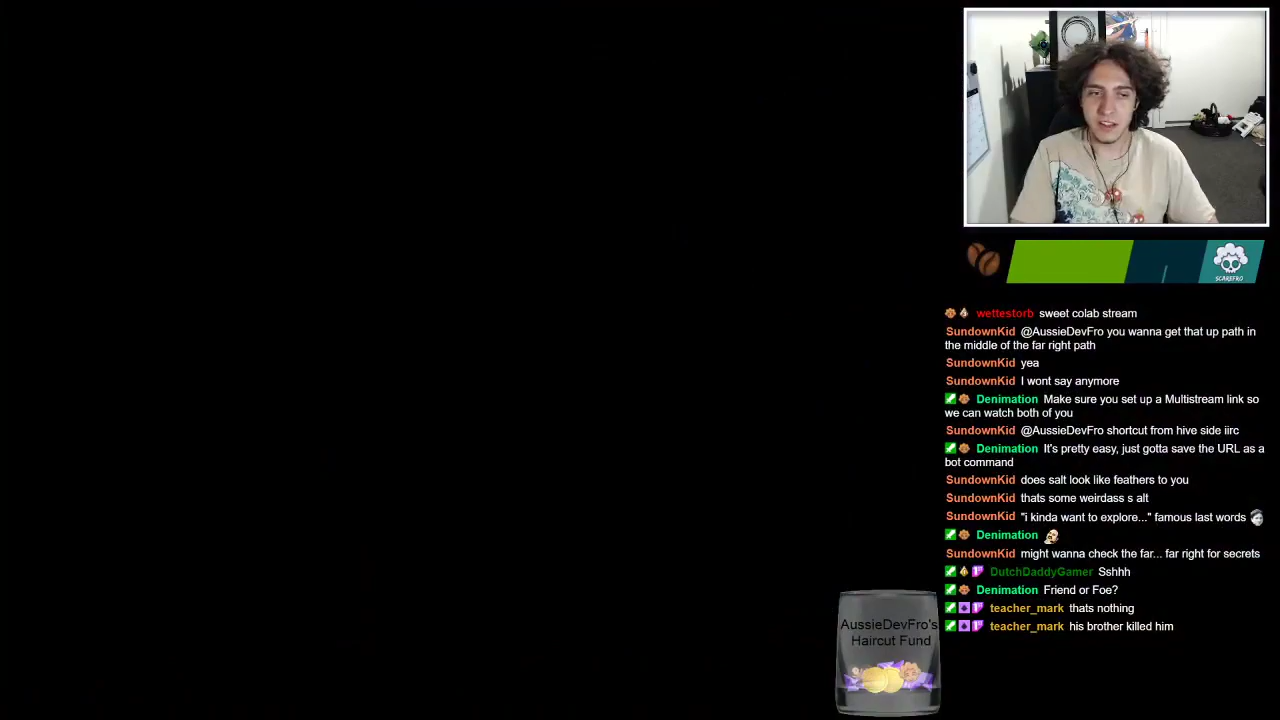 SCAREFRO
wettestorb sweet colab stream
SundownKid @AussieDevFro you wanna get that up path in
the middle of the far right path
SundownKid yea
SundownKid I wont say anymore
Denimation Make sure you set up a Multistream link so
we can watch both of you
SundownKid @AussieDevFro shortcut from hive side iirc
Denimation It's pretty easy, just gotta save the URL as a
bot command
SundownKid does salt look like feathers to you
SundownKid thats some weirdass s alt
SundownKid "i kinda want to explore..." famous last words
Denimation
SundownKid might wanna check the far... far right for secrets
DutchDaddyGamer Sshhh
Denimation Friend or Foe?
teacher_mark thats nothing
teacher_mark his brother killed him
AussieDevFro's
Haircut Fund